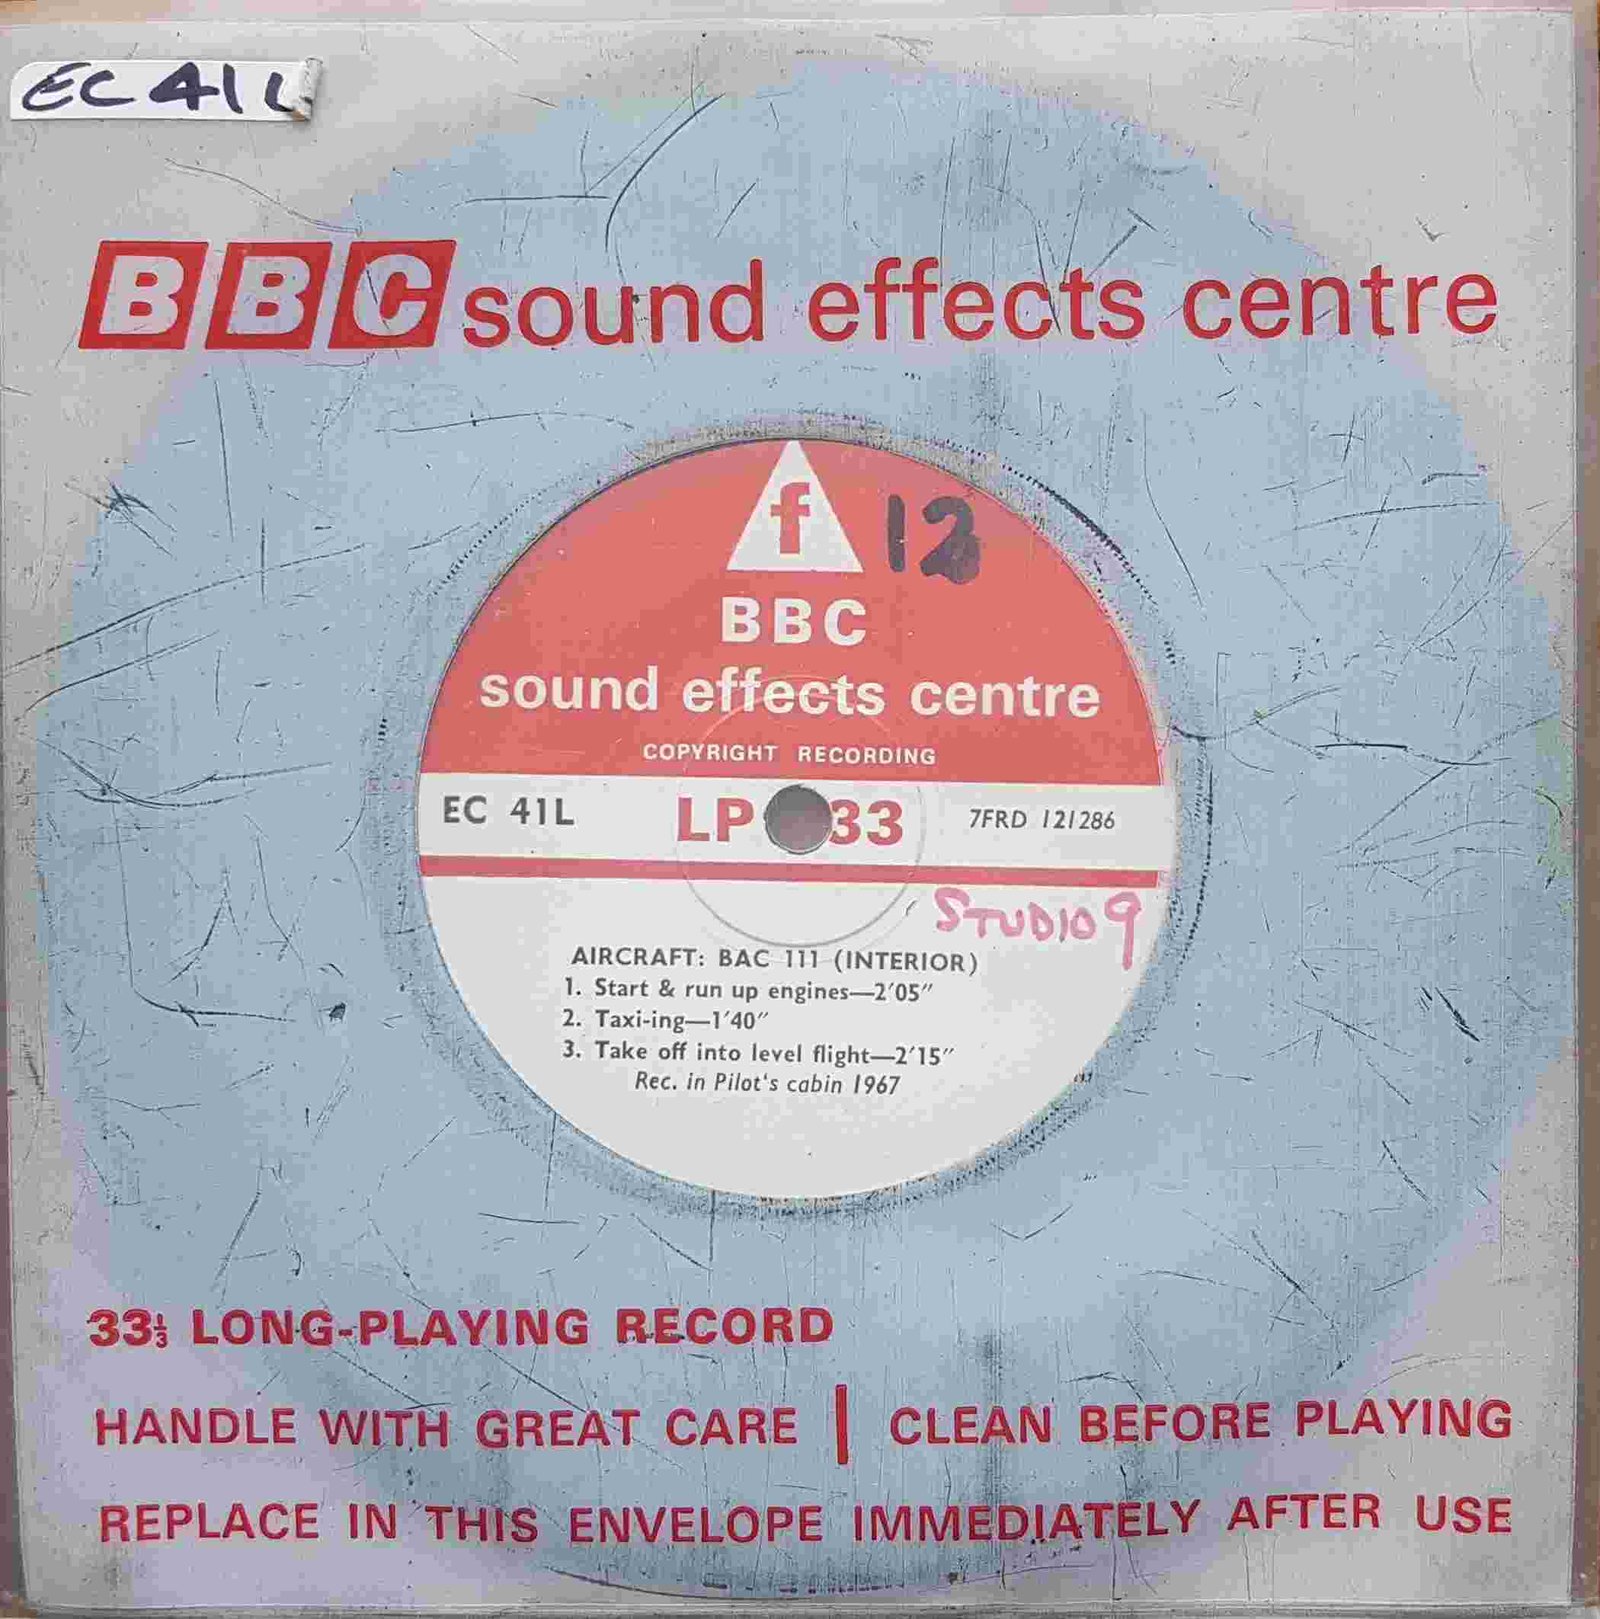 EC 41 L
BBC sound effects centre
f 12
BBC
sound effects centre
COPYRIGHT RECORDING
EC 41L LP 33 7FRD 121286
STUDIO 9
AIRCRAFT: BAC 111 (INTERIOR)
1. Start & run up engines—2′05″
2. Taxi-ing—1′40″
3. Take off into level flight—2′15″
Rec. in Pilot's cabin 1967
33⅓ LONG-PLAYING RECORD
HANDLE WITH GREAT CARE | CLEAN BEFORE PLAYING
REPLACE IN THIS ENVELOPE IMMEDIATELY AFTER USE